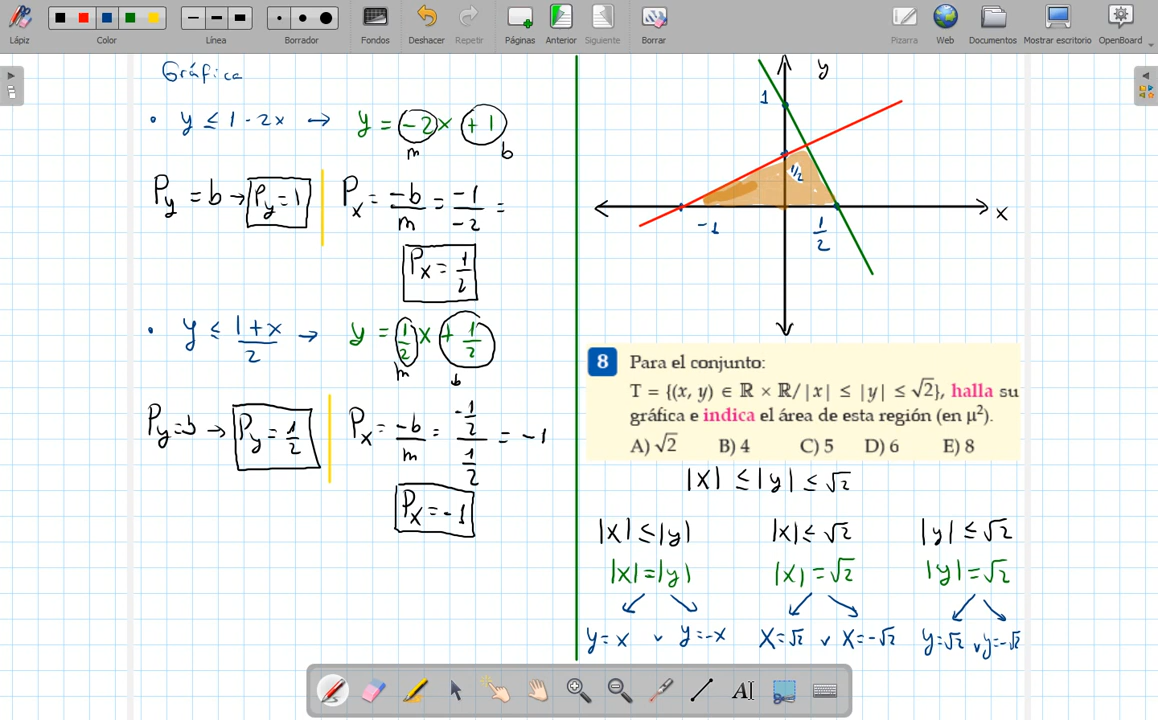 Lápiz Color Línea Borrador Fondos Deshacer Repetir Páginas Anterior Siguiente Borrar Pizarra Web Documentos Mostrar escritorio OpenBoard
Gráfica
• y ≤ 1 - 2x → y = -2x + 1
m b
Py = b → Py = 1
Px = -b/m = -1/-2 =
Px = 1/2
• y ≤ (1+x)/2 → y = 1/2 x + 1/2
m b
Py = b → Py = 1/2
Px = -b/m = (-1/2)/(1/2) = -1
Px = -1
y
1
1/2
x
-1
1/2
8 Para el conjunto:
T = {(x, y) ∈ ℝ × ℝ/|x| ≤ |y| ≤ √2}, halla su
gráfica e indica el área de esta región (en μ²).
A) √2 B) 4 C) 5 D) 6 E) 8
|x| ≤ |y| ≤ √2
|x| ≤ |y| |x| ≤ √2 |y| ≤ √2
|x| = |y| |x| = √2 |y| = √2
y = x v y = -x x = √2 v x = -√2 y = √2 v y = -√2